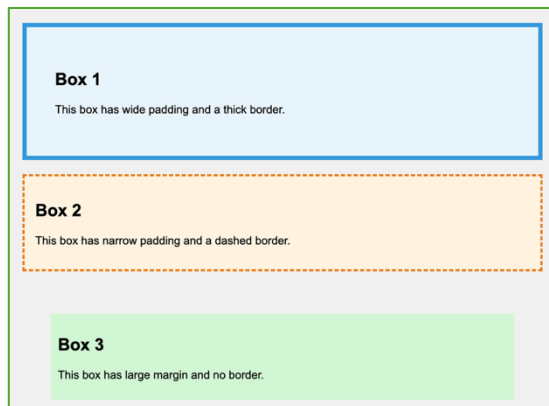 Box 1
This box has wide padding and a thick border.
Box 2
This box has narrow padding and a dashed border.
Box 3
This box has large margin and no border.